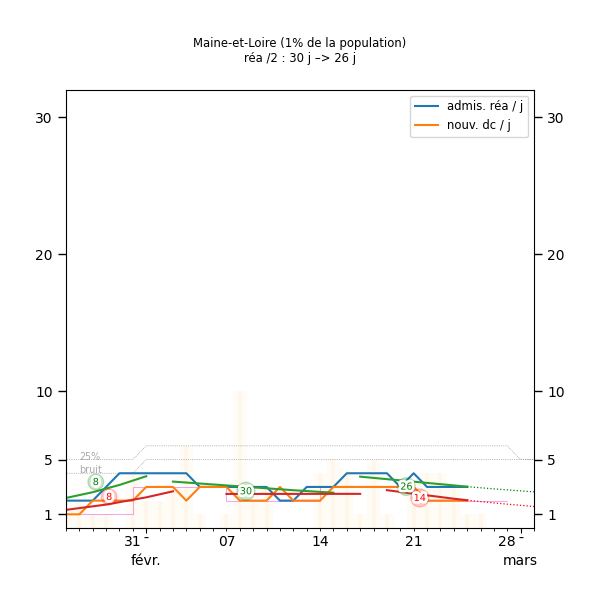 Maine-et-Loire (1% de la population)
réa /2 : 30 j –> 26 j
admis. réa / j
nouv. dc / j
30 30
20 20
10 10
5 5
1 1
25%
bruit
8
8
30
26
14
31 - 07 14 21 28 -
févr. mars